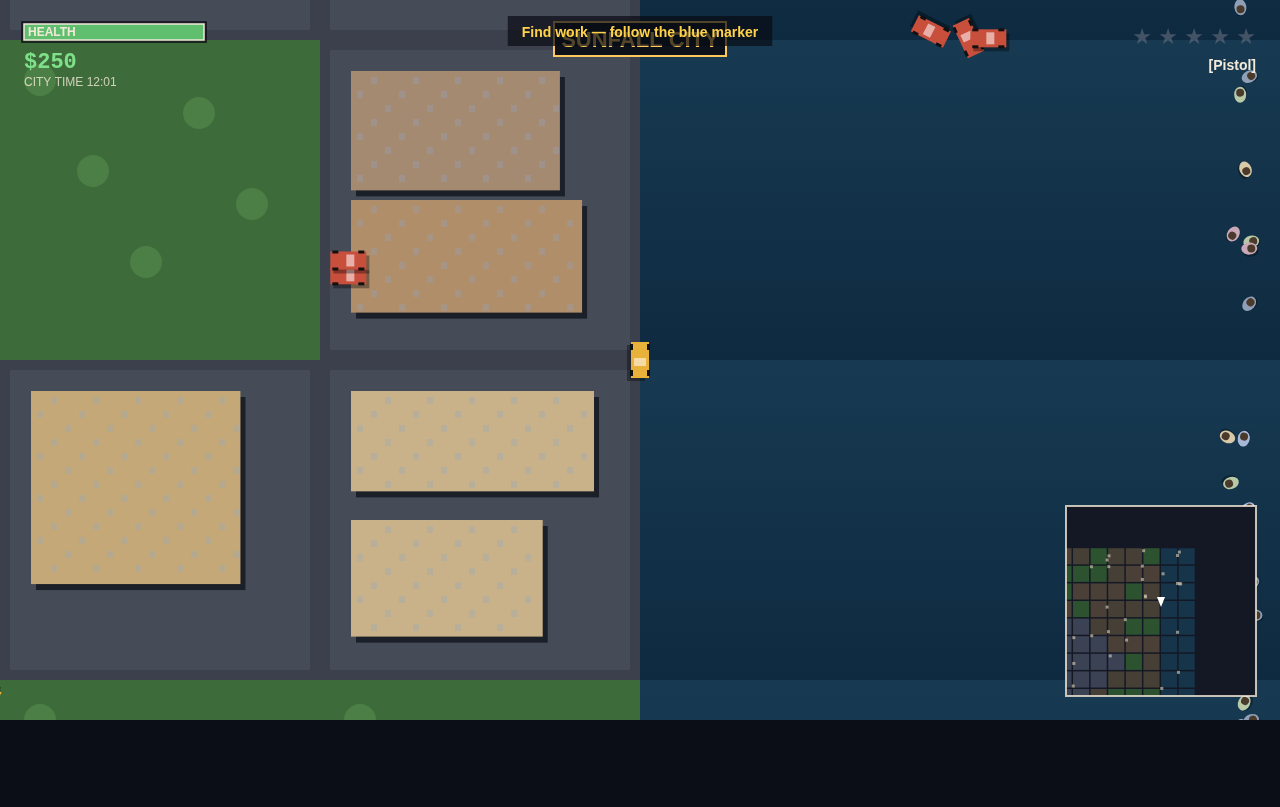 HEALTH
Find work — follow the blue marker
SUNFALL CITY
$250
CITY TIME 12:01
[Pistol]